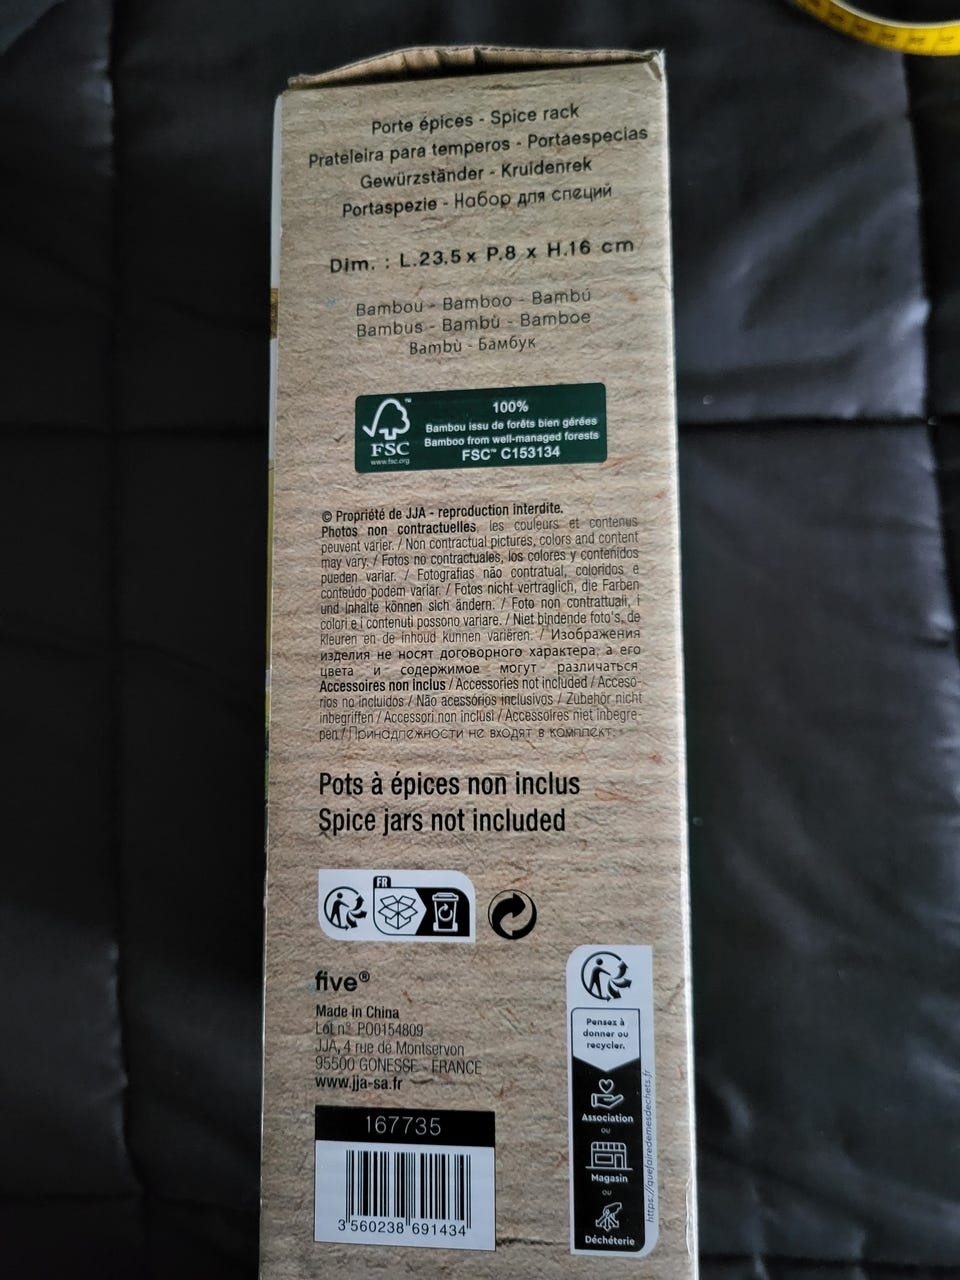 Porte épices - Spice rack
Prateleira para temperos - Portaespecias
Gewürzständer - Kruidenrek
Portaspezie - Набор для специй
Dim. : L.23.5 x P.8 x H.16 cm
Bambou - Bamboo - Bambú
Bambus - Bambù - Bamboe
Bambù - Бамбук
100%
Bambou issu de forêts bien gérées
Bamboo from well-managed forests
FSC™ C153134
FSC
www.fsc.org
© Propriété de JJA - reproduction interdite.
Photos non contractuelles, les couleurs et contenus
peuvent varier. / Non contractual pictures, colors and content
may vary. / Fotos no contractuales, los colores y contenidos
pueden variar. / Fotografias não contratual, coloridos e
conteúdo podem variar. / Fotos nicht vertraglich, die Farben
und Inhalte können sich ändern. / Foto non contrattuali, i
colori e i contenuti possono variare. / Niet bindende foto's, de
kleuren en de inhoud kunnen variëren. / Изображения
изделия не носят договорного характера, а его
цвета и содержимое могут различаться.
Accessoires non inclus / Accessories not included / Acceso-
rios no incluidos / Não acessórios inclusivos / Zubehör nicht
inbegriffen / Accessori non inclusi / Accessoires niet inbegre-
pen / Принадлежности не входят в комплект.
Pots à épices non inclus
Spice jars not included
FR
five®
Made in China
Lot n° PO0154809
JJA, 4 rue de Montservon
95500 GONESSE - FRANCE
www.jja-sa.fr
167735
3 560238 691434
Pensez à
donner ou
recycler.
Association
ou
Magasin
ou
Déchèterie
https://quefairedemesdechets.fr